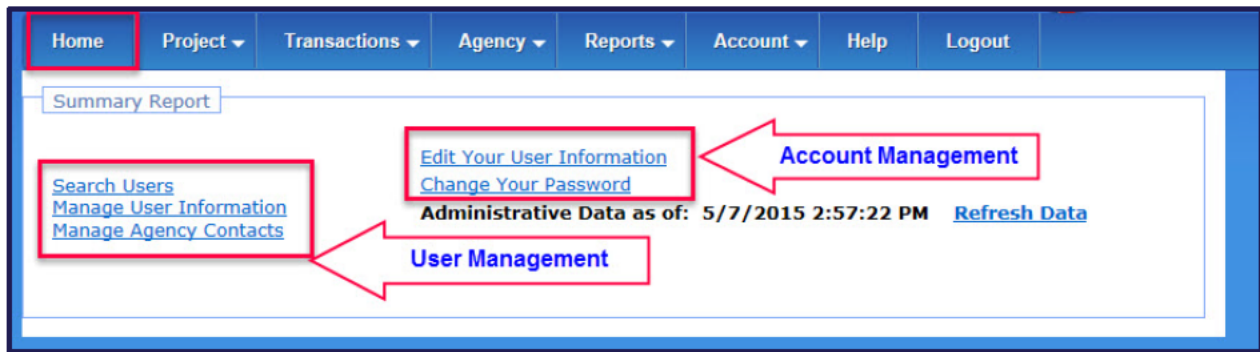 Home Project Transactions Agency Reports Account Help Logout
Summary Report
Edit Your User Information
Change Your Password
Account Management
Search Users
Manage User Information
Manage Agency Contacts
Administrative Data as of: 5/7/2015 2:57:22 PM Refresh Data
User Management